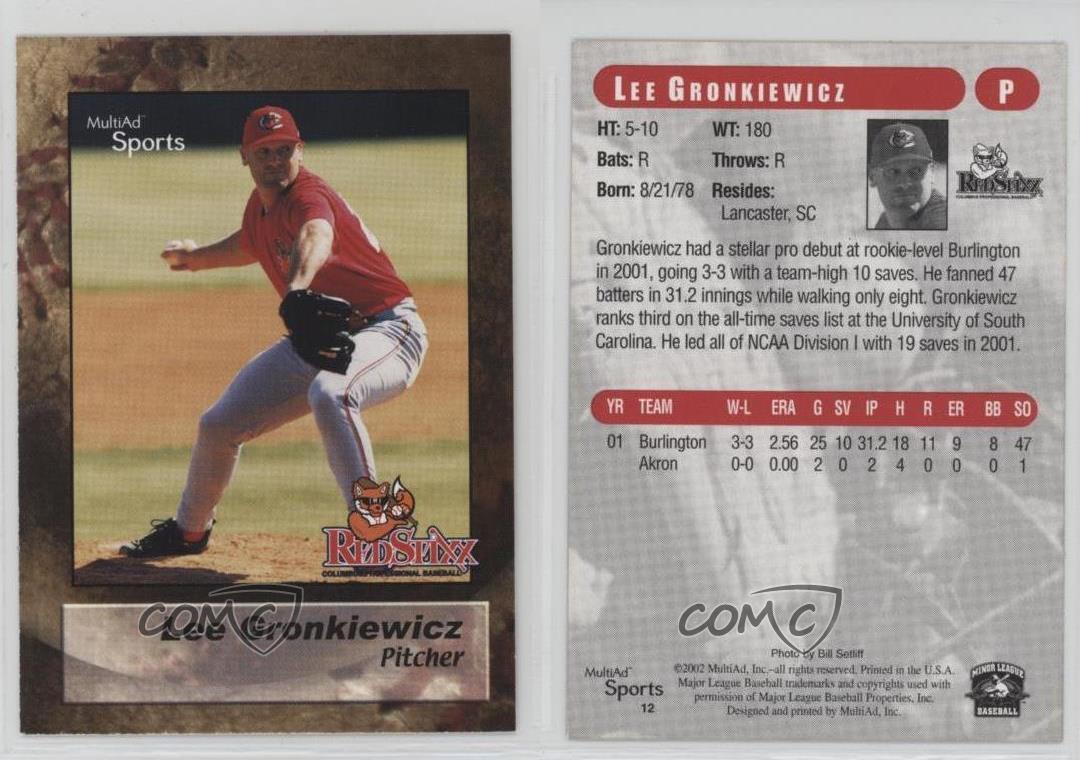 MultiAd™
Sports
REDSTIXX
COLUMBUS PROFESSIONAL BASEBALL
Lee Gronkiewicz
Pitcher
COMC
LEE GRONKIEWICZ
P
HT: 5-10 WT: 180
Bats: R Throws: R
Born: 8/21/78 Resides:
Lancaster, SC
REDSTIXX
COLUMBUS PROFESSIONAL BASEBALL
Gronkiewicz had a stellar pro debut at rookie-level Burlington
in 2001, going 3-3 with a team-high 10 saves. He fanned 47
batters in 31.2 innings while walking only eight. Gronkiewicz
ranks third on the all-time saves list at the University of South
Carolina. He led all of NCAA Division I with 19 saves in 2001.
YR TEAM W-L ERA G SV IP H R ER BB SO
01 Burlington 3-3 2.56 25 10 31.2 18 11 9 8 47
Akron 0-0 0.00 2 0 2 4 0 0 0 1
COMC
Photo by Bill Setliff
MultiAd™
Sports
12
©2002 MultiAd, Inc.–all rights reserved. Printed in the U.S.A.
Major League Baseball trademarks and copyrights used with
permission of Major League Baseball Properties, Inc.
Designed and printed by MultiAd, Inc.
MINOR LEAGUE
BASEBALL